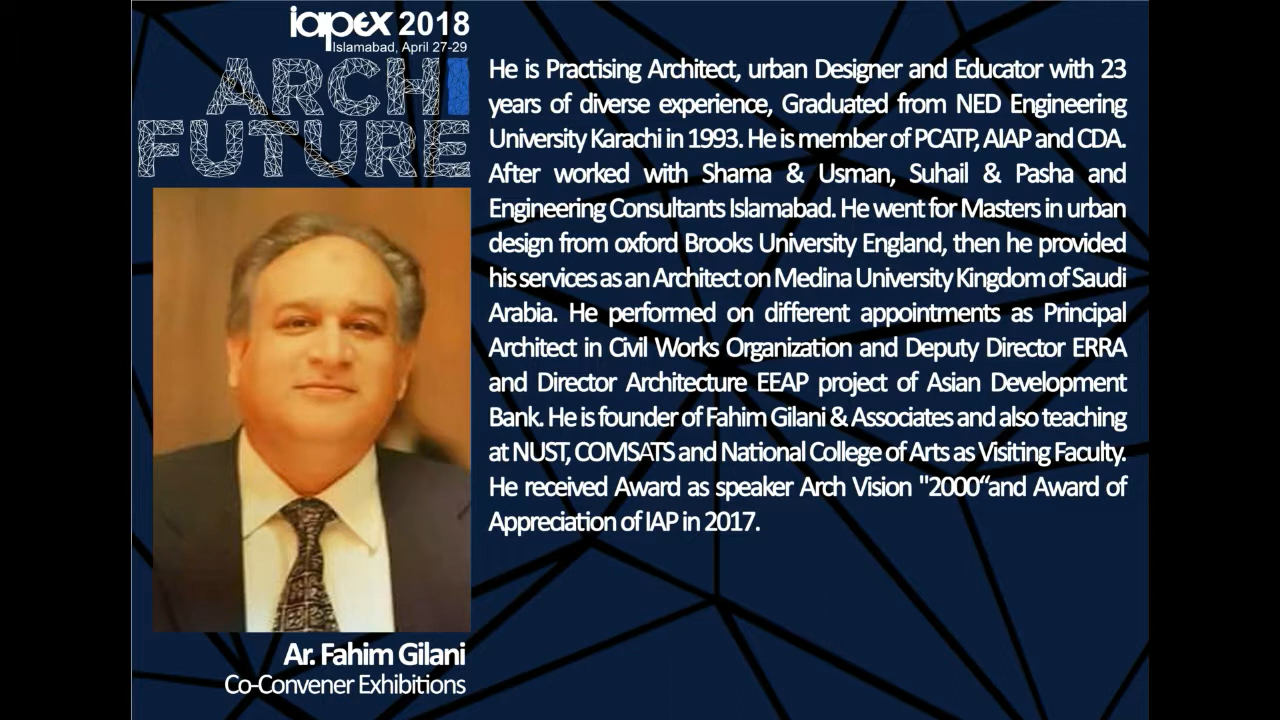 iapex 2018
Islamabad, April 27-29
ARCHI
FUTURE
He is Practising Architect, urban Designer and Educator with 23
years of diverse experience, Graduated from NED Engineering
University Karachi in 1993. He is member of PCATP, AIAP and CDA.
After worked with Shama & Usman, Suhail & Pasha and
Engineering Consultants Islamabad. He went for Masters in urban
design from oxford Brooks University England, then he provided
his services as an Architect on Medina University Kingdom of Saudi
Arabia. He performed on different appointments as Principal
Architect in Civil Works Organization and Deputy Director ERRA
and Director Architecture EEAP project of Asian Development
Bank. He is founder of Fahim Gilani & Associates and also teaching
at NUST, COMSATS and National College of Arts as Visiting Faculty.
He received Award as speaker Arch Vision "2000“and Award of
Appreciation of IAP in 2017.
Ar. Fahim Gilani
Co-Convener Exhibitions